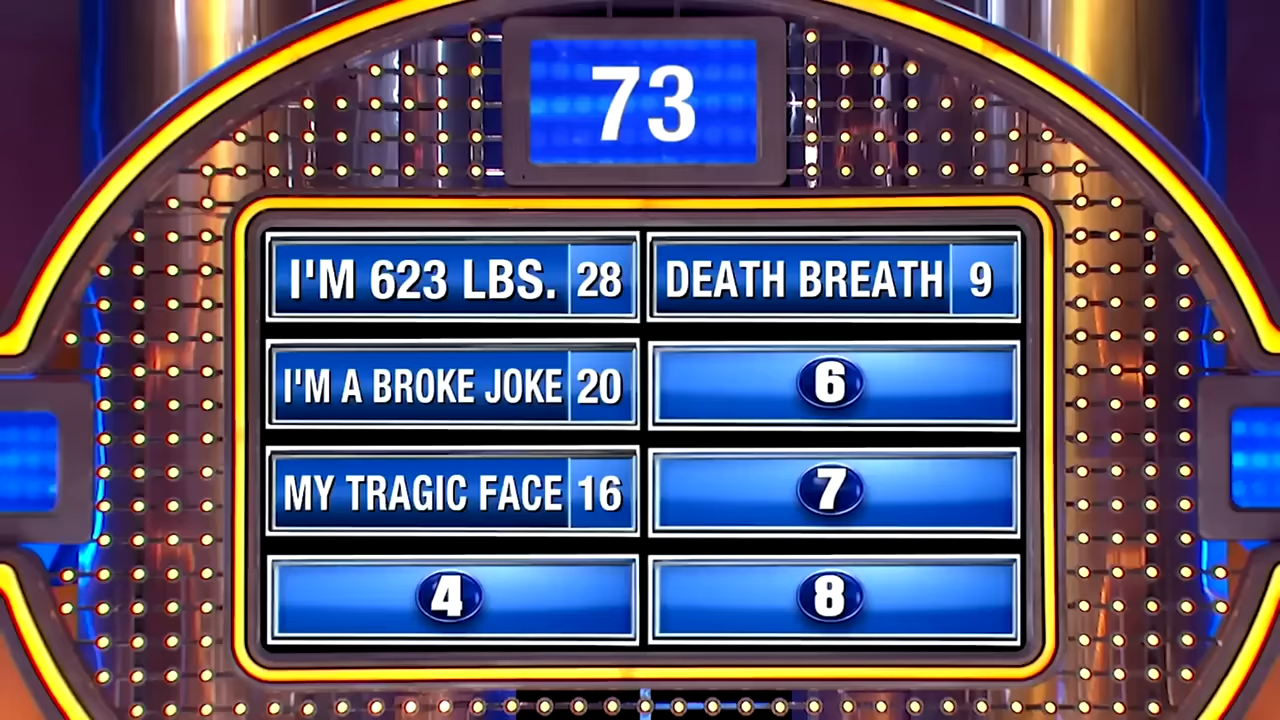 73
I'M 623 LBS. 28
I'M A BROKE JOKE 20
MY TRAGIC FACE 16
4
DEATH BREATH 9
6
7
8